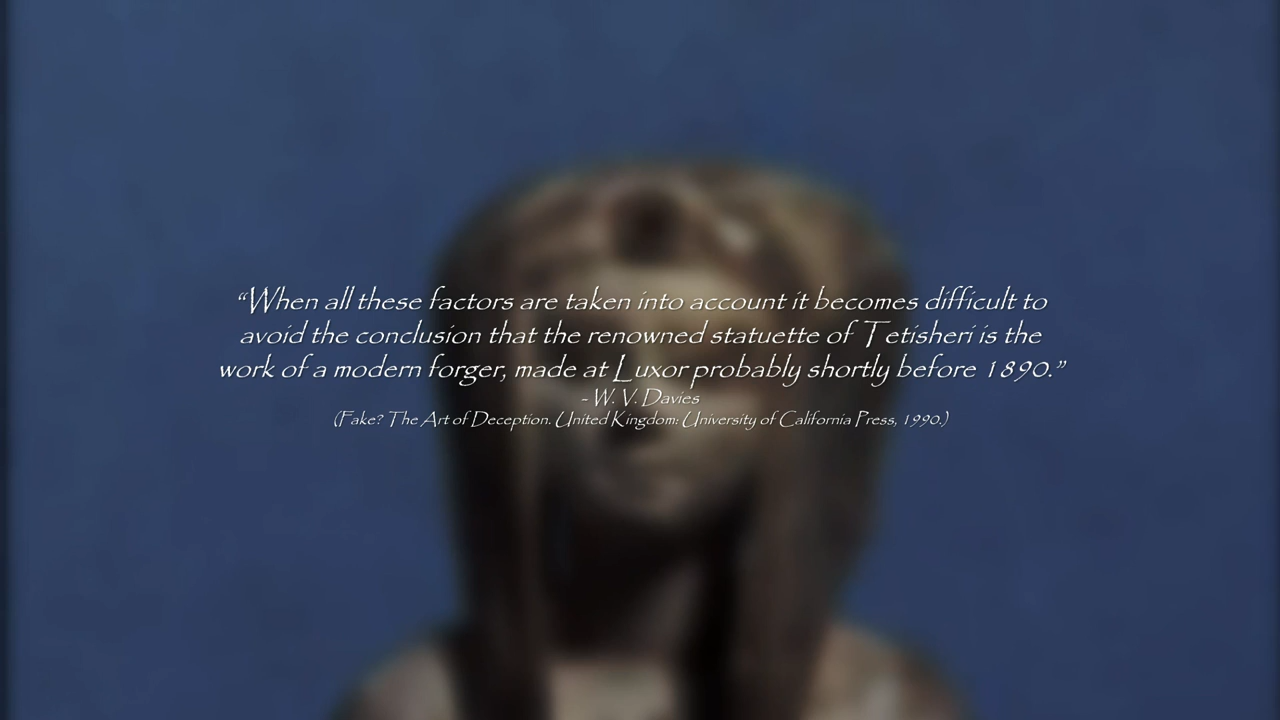 “When all these factors are taken into account it becomes difficult to
avoid the conclusion that the renowned statuette of Tetisheri is the
work of a modern forger, made at Luxor probably shortly before 1890.”
- W. V. Davies
(Fake? The Art of Deception. United Kingdom: University of California Press, 1990.)